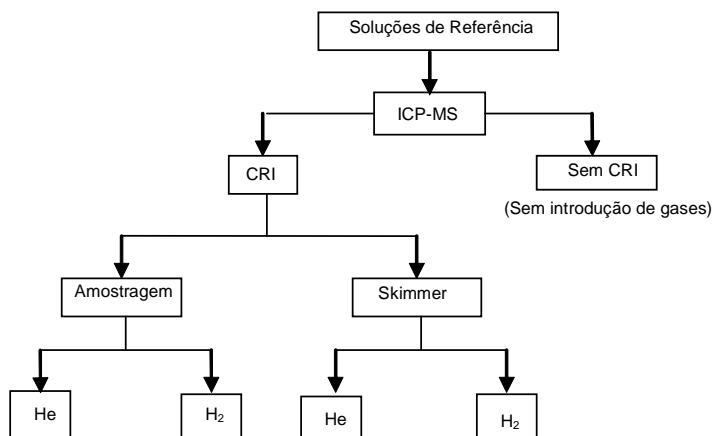 Soluções de Referência
ICP-MS
CRI
Sem CRI
(Sem introdução de gases)
Amostragem
Skimmer
He
H₂
He
H₂